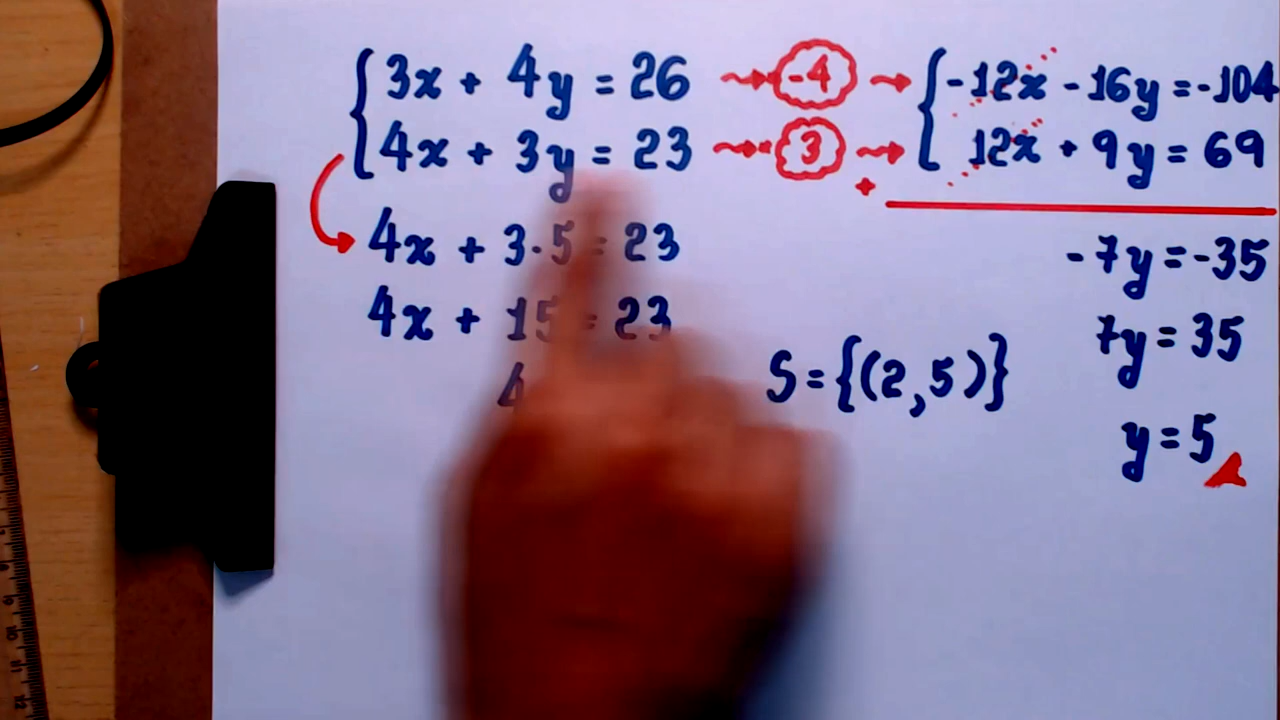 3x + 4y = 26 → -4 → -12x - 16y = -104
4x + 3y = 23 → 3 → 12x + 9y = 69
+
4x + 3·5 = 23
-7y = -35
4x + 15 = 23
7y = 35
4
S = {(2,5)}
y = 5